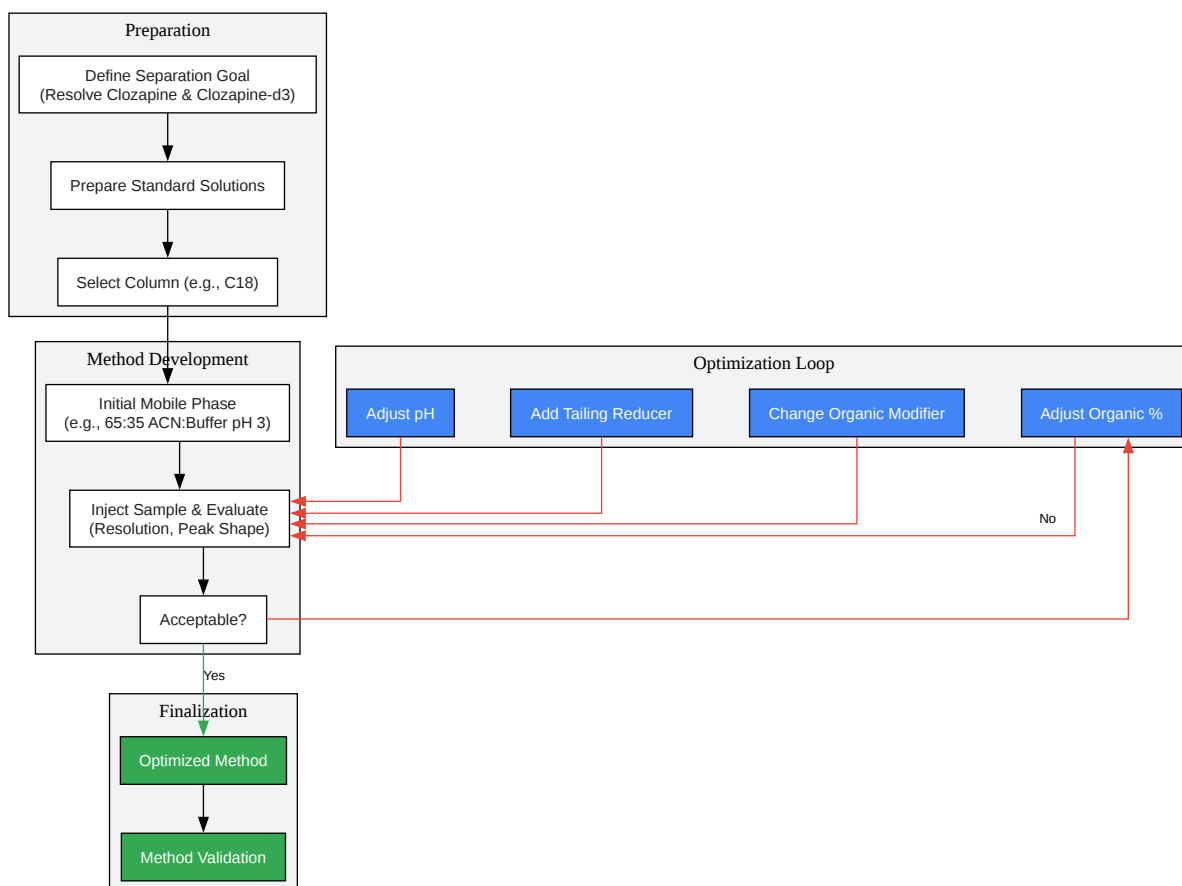 Preparation
Define Separation Goal
(Resolve Clozapine & Clozapine-d3)
Prepare Standard Solutions
Select Column (e.g., C18)
Method Development
Initial Mobile Phase
(e.g., 65:35 ACN:Buffer pH 3)
Inject Sample & Evaluate
(Resolution, Peak Shape)
Acceptable?
Optimization Loop
Adjust pH
Add Tailing Reducer
Change Organic Modifier
Adjust Organic %
No
Yes
Finalization
Optimized Method
Method Validation